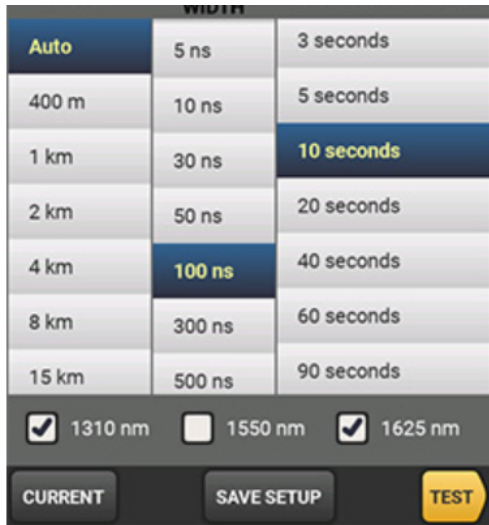 WIDTH
Auto
400 m
1 km
2 km
4 km
8 km
15 km
5 ns
10 ns
30 ns
50 ns
100 ns
300 ns
500 ns
3 seconds
5 seconds
10 seconds
20 seconds
40 seconds
60 seconds
90 seconds
1310 nm 1550 nm 1625 nm
CURRENT SAVE SETUP TEST